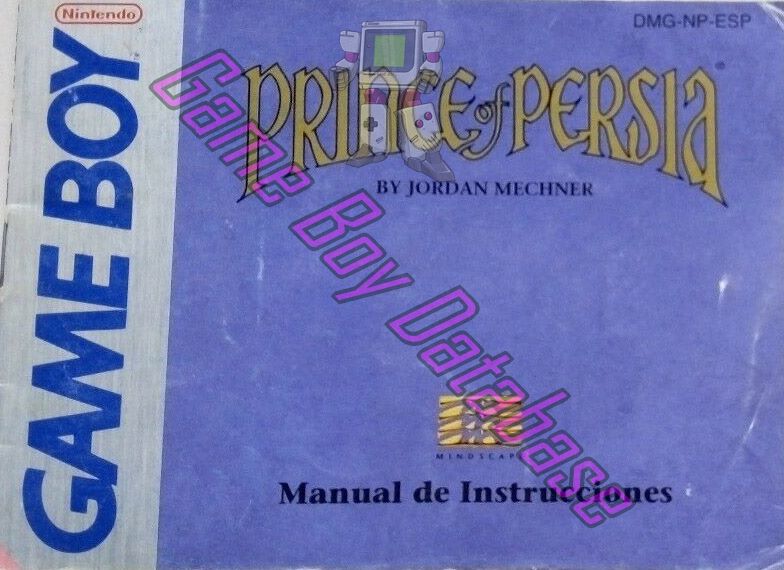 Nintendo
GAME BOY
TM
DMG-NP-ESP
PRINCE of PERSIA®
BY JORDAN MECHNER
Game Boy Database
MINDSCAPE
Manual de Instrucciones